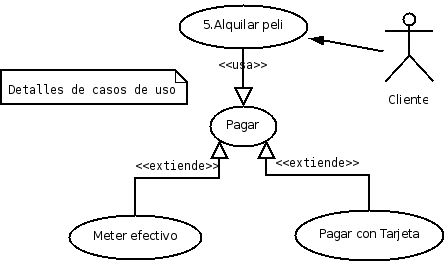 5.Alquilar peli
<<usa>>
Detalles de casos de uso
Cliente
Pagar
<<extiende>>
<<extiende>>
Meter efectivo
Pagar con Tarjeta